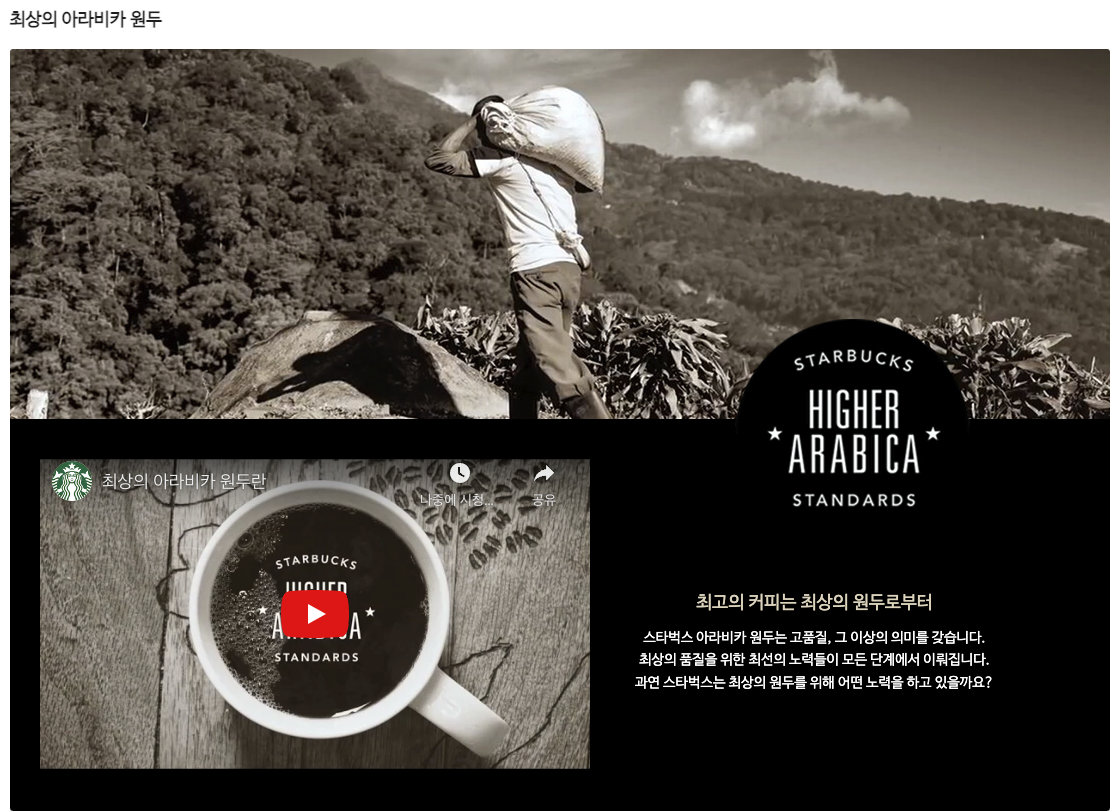 최상의 아라비카 원두
STARBUCKS
HIGHER
ARABICA
STANDARDS
최상의 아라비카 원두란
나중에 시청...
공유
STARBUCKS
HIGHER
ARABICA
STANDARDS
최고의 커피는 최상의 원두로부터
스타벅스 아라비카 원두는 고품질, 그 이상의 의미를 갖습니다.
최상의 품질을 위한 최선의 노력들이 모든 단계에서 이뤄집니다.
과연 스타벅스는 최상의 원두를 위해 어떤 노력을 하고 있을까요?